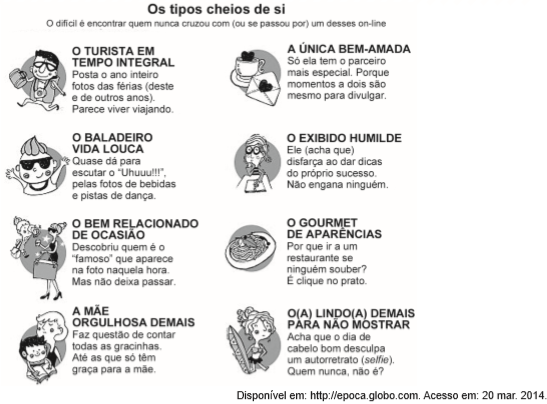 Os tipos cheios de si
O difícil é encontrar quem nunca cruzou com (ou se passou por) um desses on-line
O TURISTA EM
TEMPO INTEGRAL
Posta o ano inteiro
fotos das férias (deste
e de outros anos).
Parece viver viajando.
A ÚNICA BEM-AMADA
Só ela tem o parceiro
mais especial. Porque
momentos a dois são
mesmo para divulgar.
O BALADEIRO
VIDA LOUCA
Quase dá para
escutar o “Uhuuu!!!”,
pelas fotos de bebidas
e pistas de dança.
O EXIBIDO HUMILDE
Ele (acha que)
disfarça ao dar dicas
do próprio sucesso.
Não engana ninguém.
O BEM RELACIONADO
DE OCASIÃO
Descobriu quem é o
“famoso” que aparece
na foto naquela hora.
Mas não deixa passar.
O GOURMET
DE APARÊNCIAS
Por que ir a um
restaurante se
ninguém souber?
É clique no prato.
A MÃE
ORGULHOSA DEMAIS
Faz questão de contar
todas as gracinhas.
Até as que só têm
graça para a mãe.
O(A) LINDO(A) DEMAIS
PARA NÃO MOSTRAR
Acha que o dia de
cabelo bom desculpa
um autorretrato (selfie).
Quem nunca, não é?
Disponível em: http://epoca.globo.com. Acesso em: 20 mar. 2014.